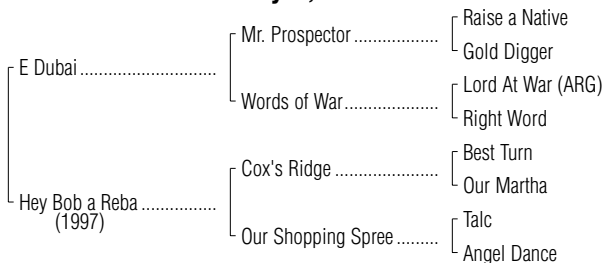 Raise a Native
Mr. Prospector ..................
Gold Digger
E Dubai .............................
Lord At War (ARG)
Words of War....................
Right Word
Best Turn
Cox's Ridge ......................
Our Martha
Hey Bob a Reba ................
(1997)
Talc
Our Shopping Spree .........
Angel Dance